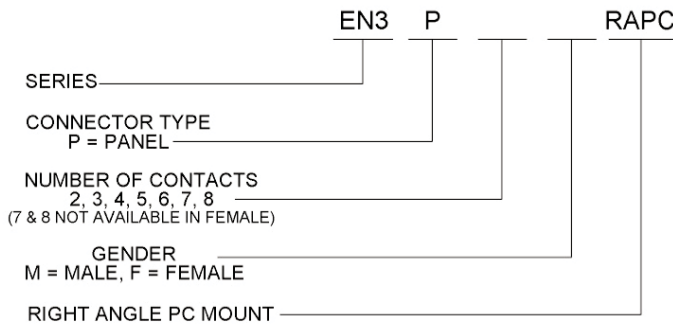 EN3 P RAPC
SERIES
CONNECTOR TYPE
P = PANEL
NUMBER OF CONTACTS
2, 3, 4, 5, 6, 7, 8
(7 & 8 NOT AVAILABLE IN FEMALE)
GENDER
M = MALE, F = FEMALE
RIGHT ANGLE PC MOUNT